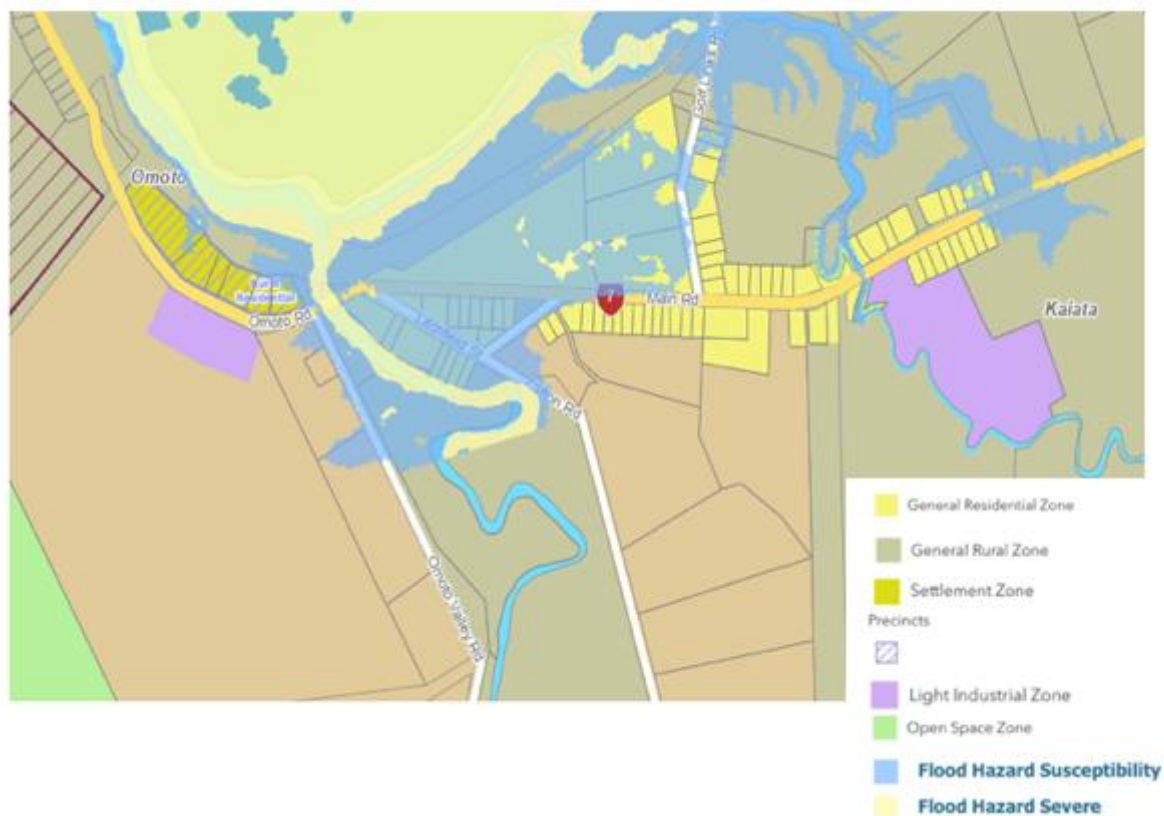 Omoto
Rural
Residential
Omoto Rd
Main Rd
7
Kaiata
Omoto Valley Rd
General Residential Zone
General Rural Zone
Settlement Zone
Precincts
Light Industrial Zone
Open Space Zone
Flood Hazard Susceptibility
Flood Hazard Severe